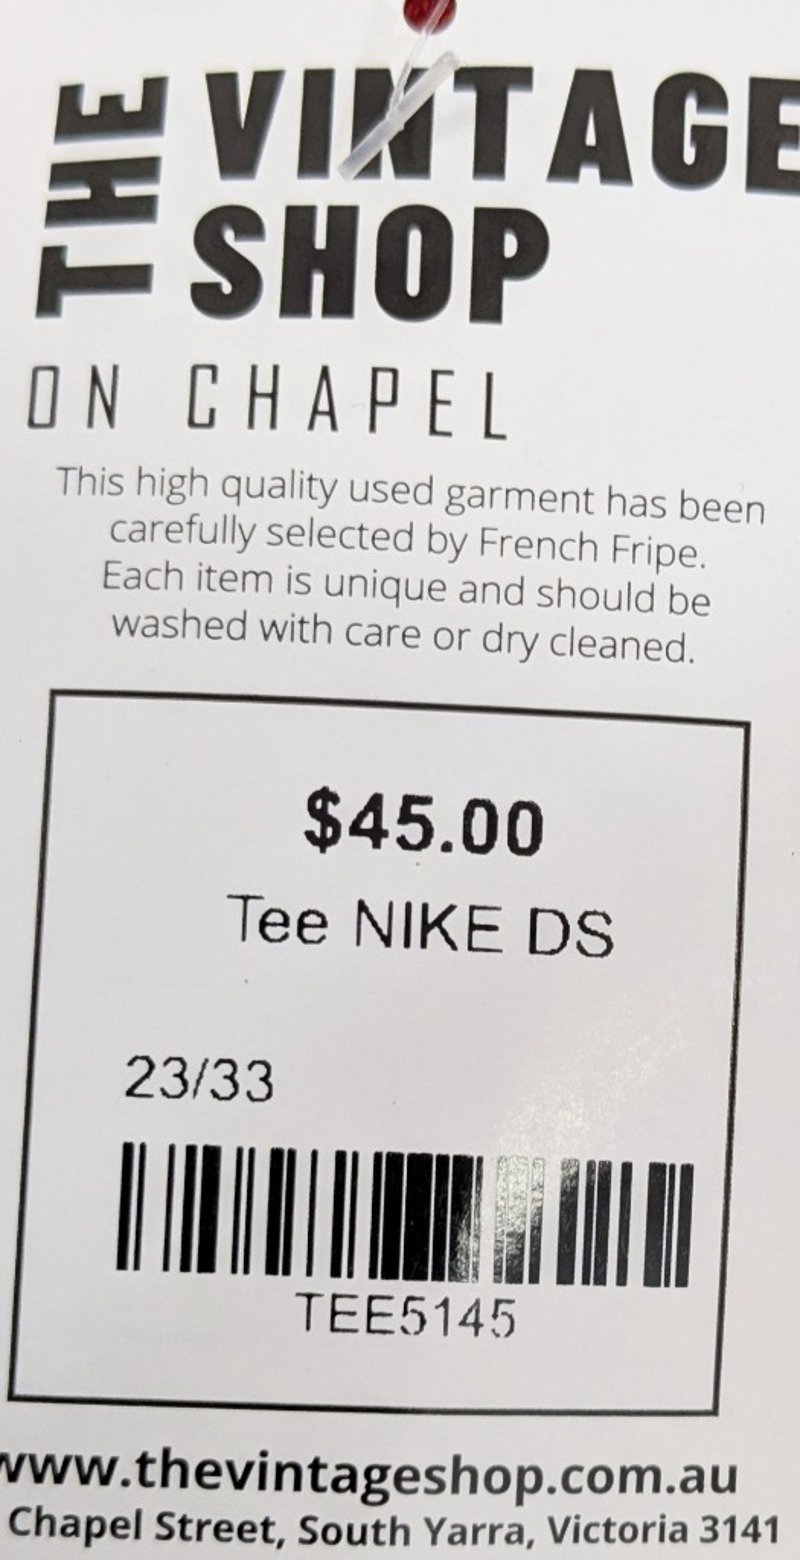 THE VINTAGE
SHOP
ON CHAPEL
This high quality used garment has been
carefully selected by French Fripe.
Each item is unique and should be
washed with care or dry cleaned.
$45.00
Tee NIKE DS
23/33
TEE5145
www.thevintageshop.com.au
Chapel Street, South Yarra, Victoria 3141